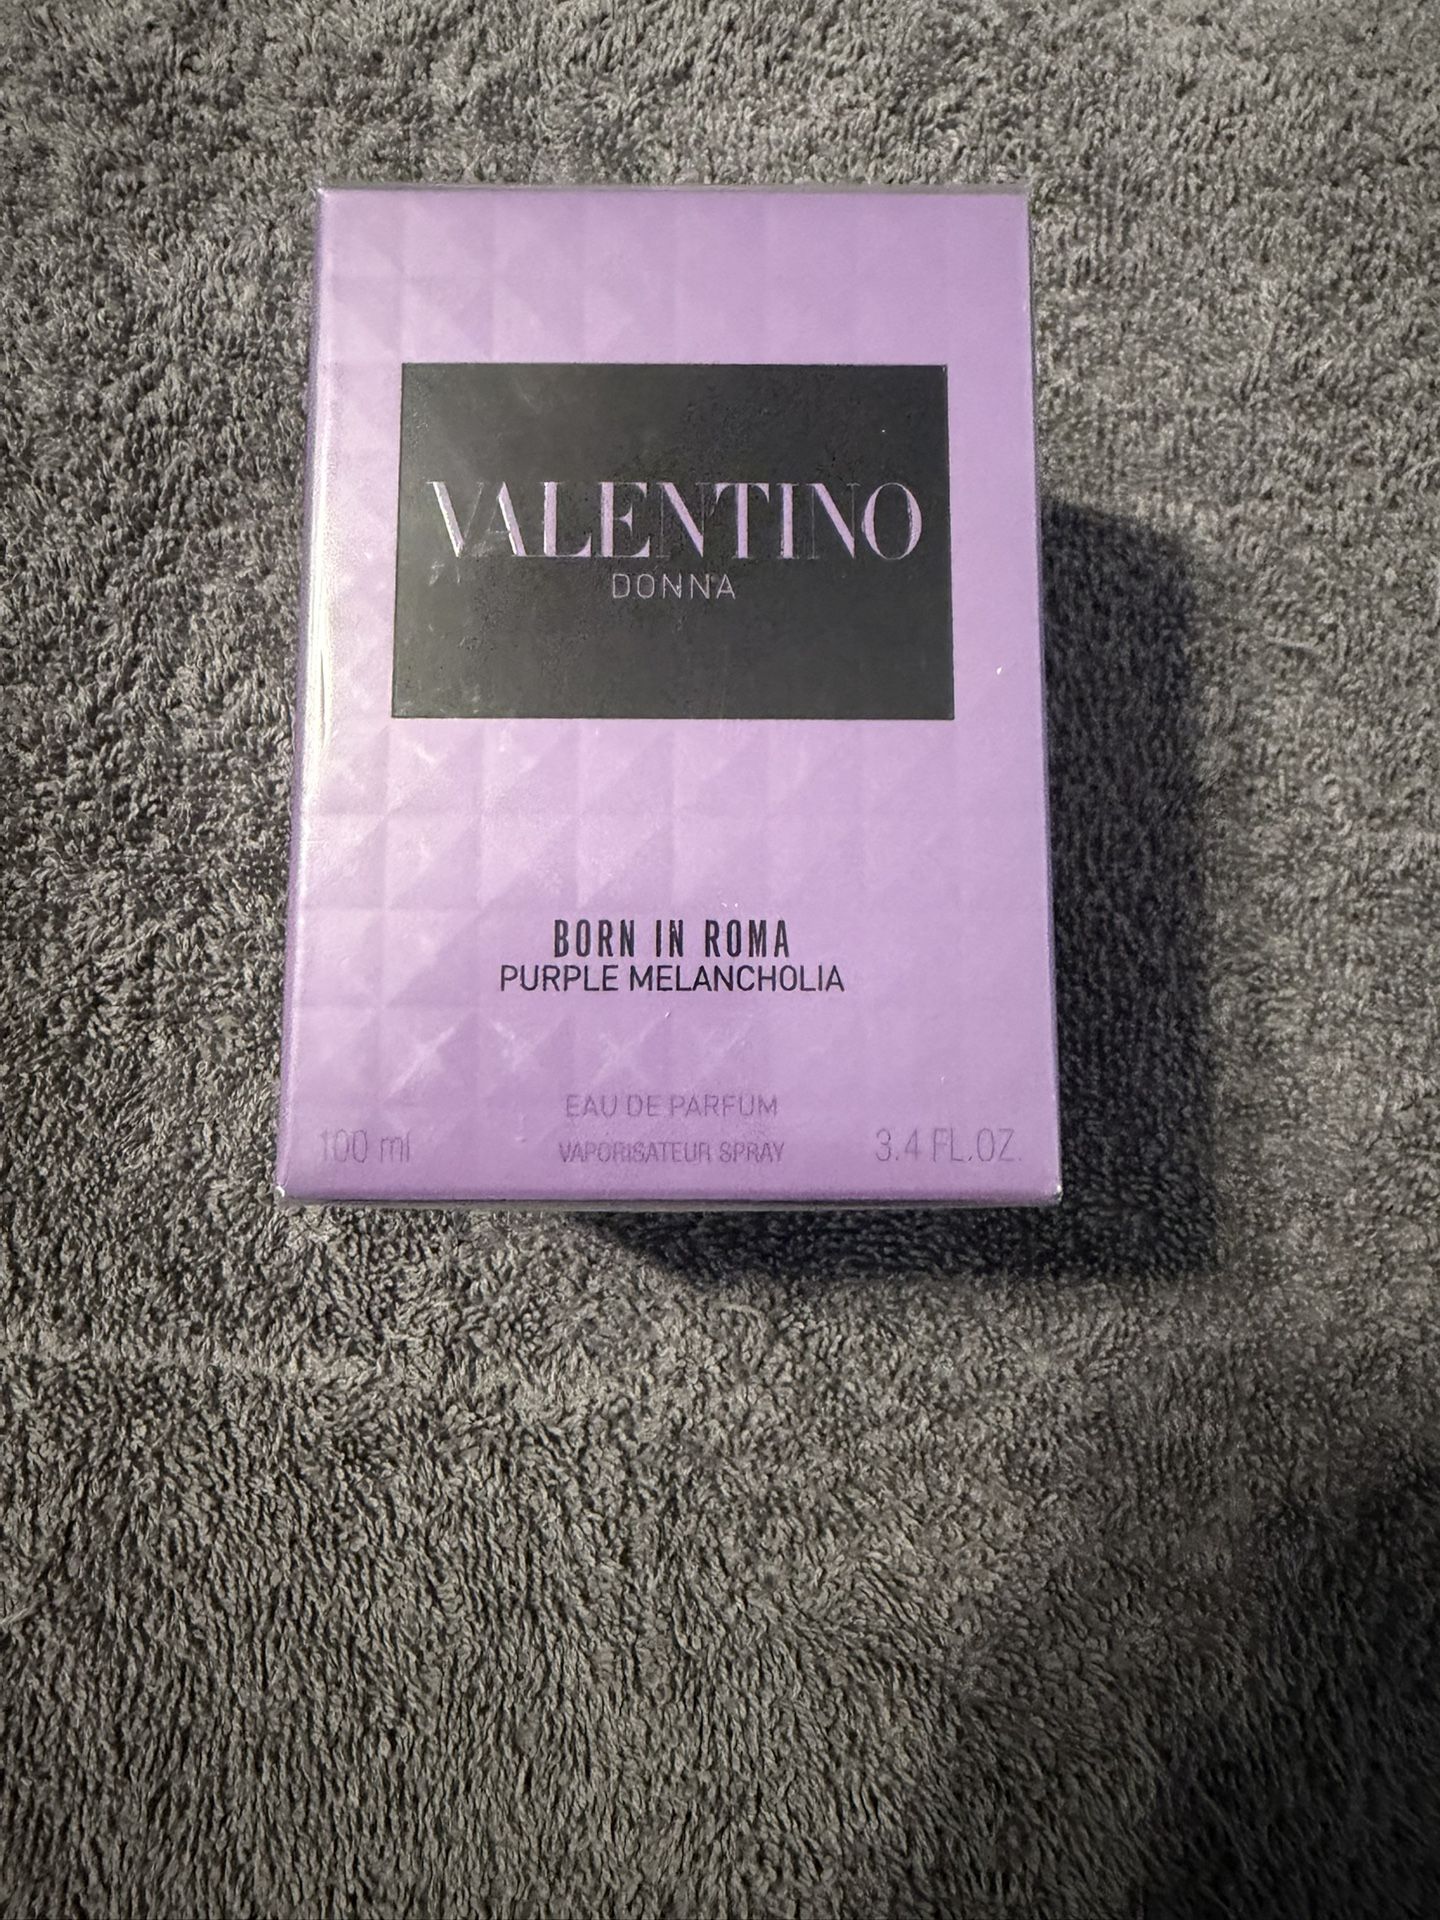 VALENTINO
DONNA
BORN IN ROMA
PURPLE MELANCHOLIA
EAU DE PARFUM
100 ml VAPORISATEUR SPRAY 3.4 FL.OZ.